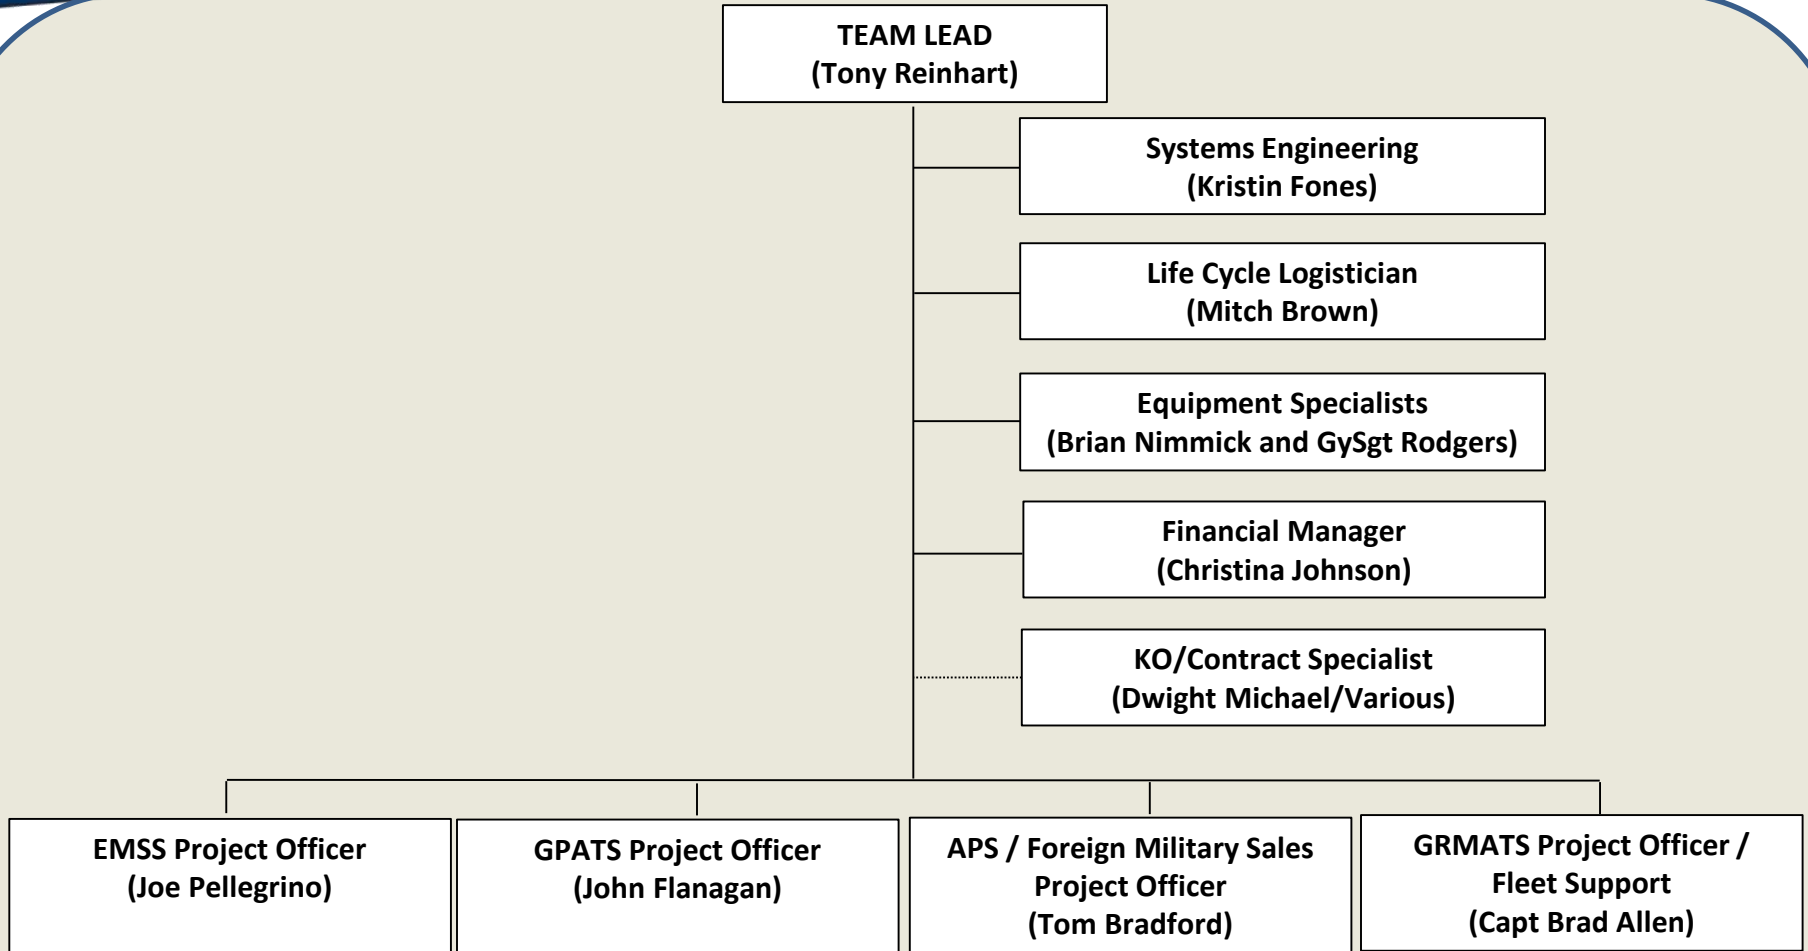 TEAM LEAD
(Tony Reinhart)
Systems Engineering
(Kristin Fones)
Life Cycle Logistician
(Mitch Brown)
Equipment Specialists
(Brian Nimmick and GySgt Rodgers)
Financial Manager
(Christina Johnson)
KO/Contract Specialist
(Dwight Michael/Various)
EMSS Project Officer
(Joe Pellegrino)
GPATS Project Officer
(John Flanagan)
APS / Foreign Military Sales
Project Officer
(Tom Bradford)
GRMATS Project Officer /
Fleet Support
(Capt Brad Allen)